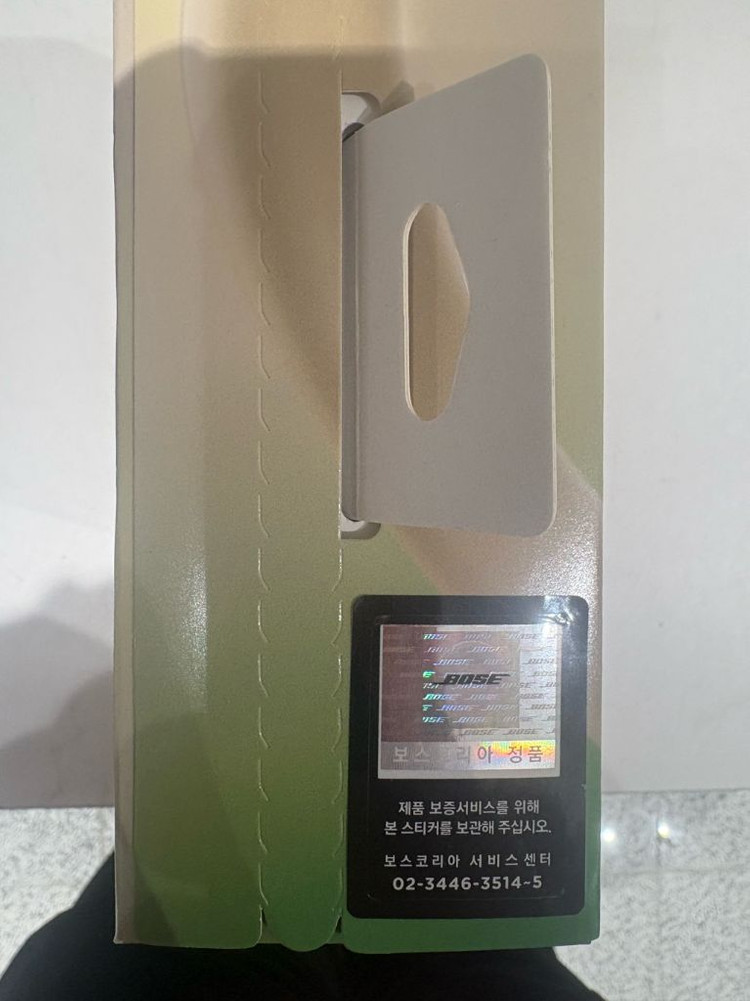 BOSE
보스코리아 정품
제품 보증서비스를 위해
본 스티커를 보관해 주십시오.
보스코리아 서비스센터
02-3446-3514~5